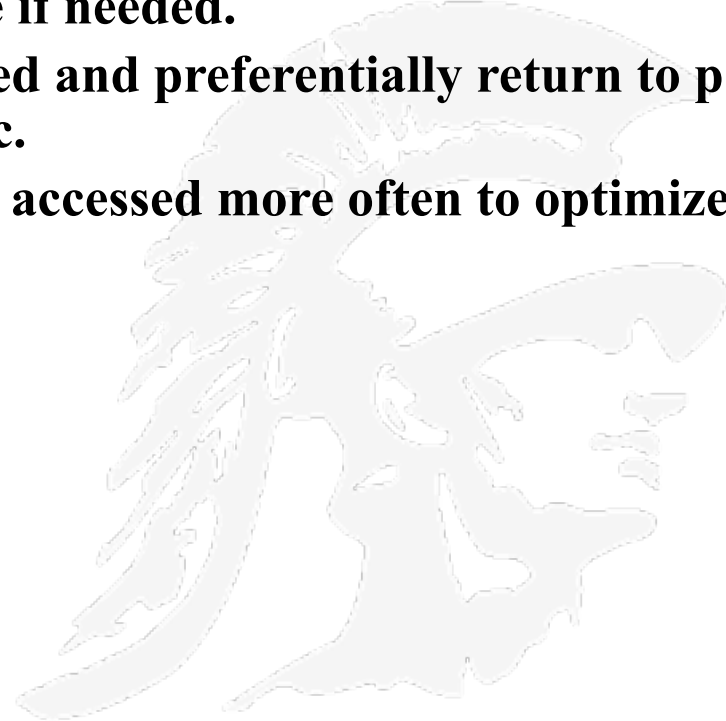 e if needed.
ed and preferentially return to p
c.
accessed more often to optimize